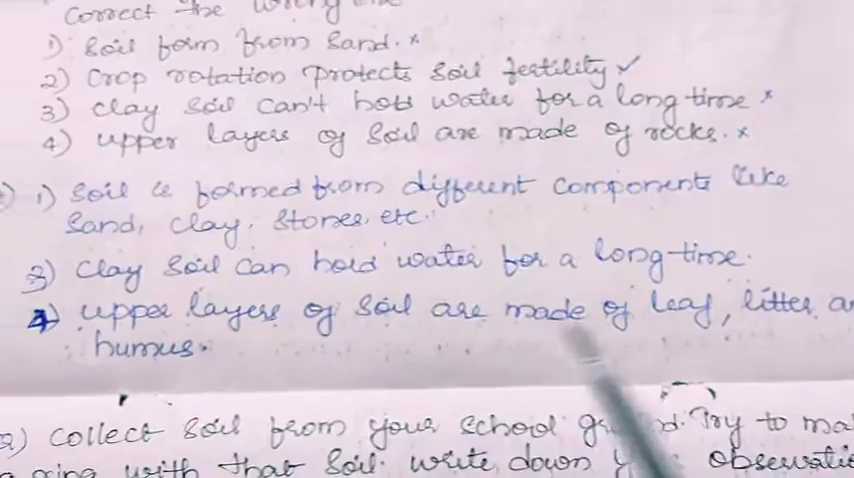 Correct the wrong
1) Soil form from Sand. ×
2) Crop rotation Protects Soil fertility ✓
3) Clay Soil Can't hold water for a long time ×
4) upper layers of Soil are made of rocks. ×
1) Soil is formed from different Components like
Sand, Clay, Stones, etc.
3) Clay Soil Can hold water for a long-time.
4) upper layers of Soil are made of leaf, litter
humus.
a) Collect Soil from your school Try to
with that Soil. write down